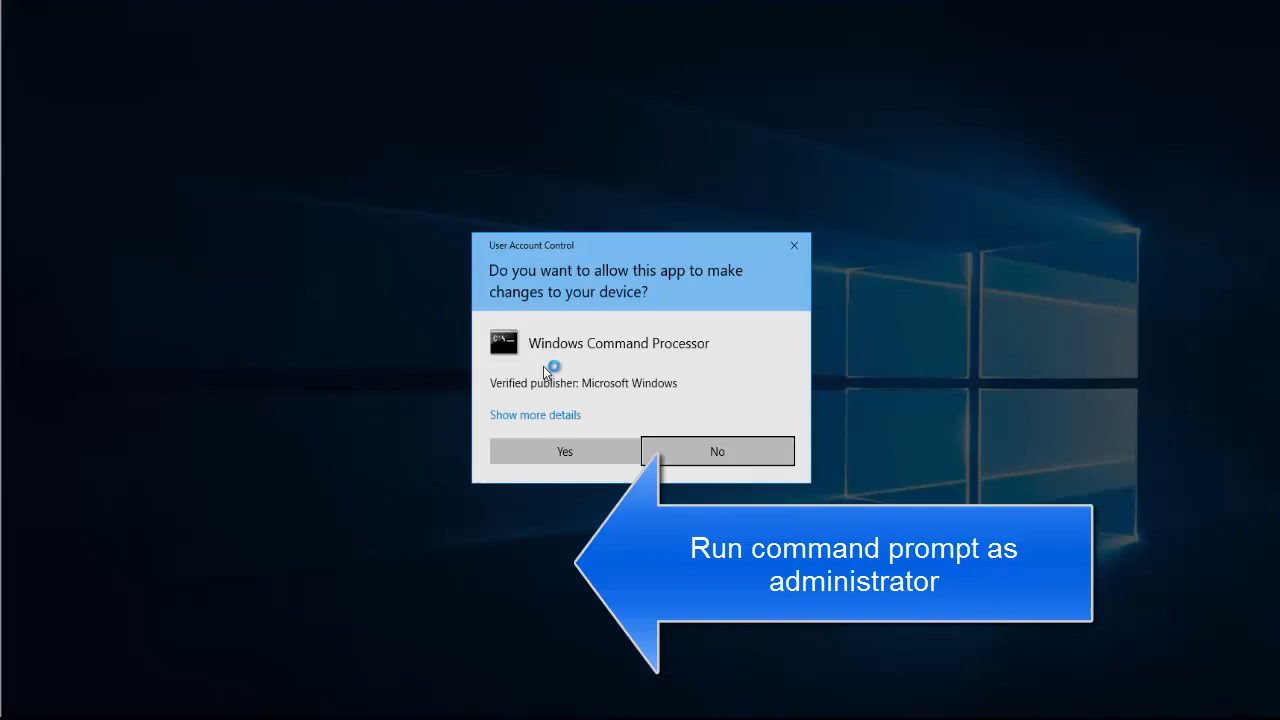 User Account Control
Do you want to allow this app to make
changes to your device?
C:\_
Windows Command Processor
Verified publisher: Microsoft Windows
Show more details
Yes
No
Run command prompt as
administrator